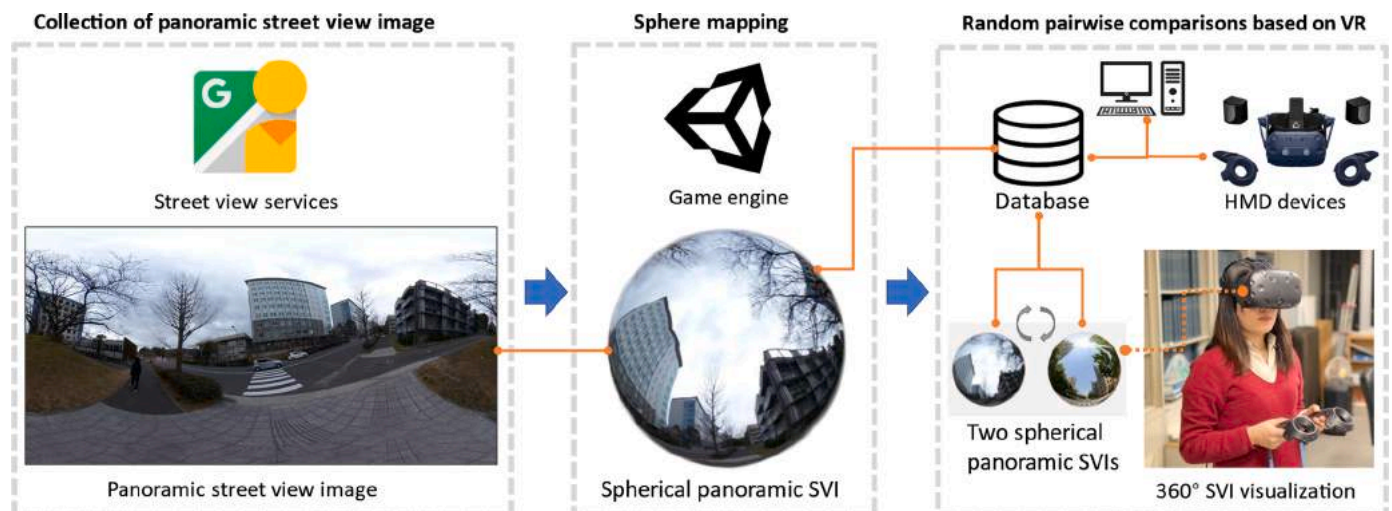 Collection of panoramic street view image
G
Street view services
Panoramic street view image
Sphere mapping
Game engine
Spherical panoramic SVI
Random pairwise comparisons based on VR
Database
HMD devices
Two spherical
panoramic SVIs
360° SVI visualization